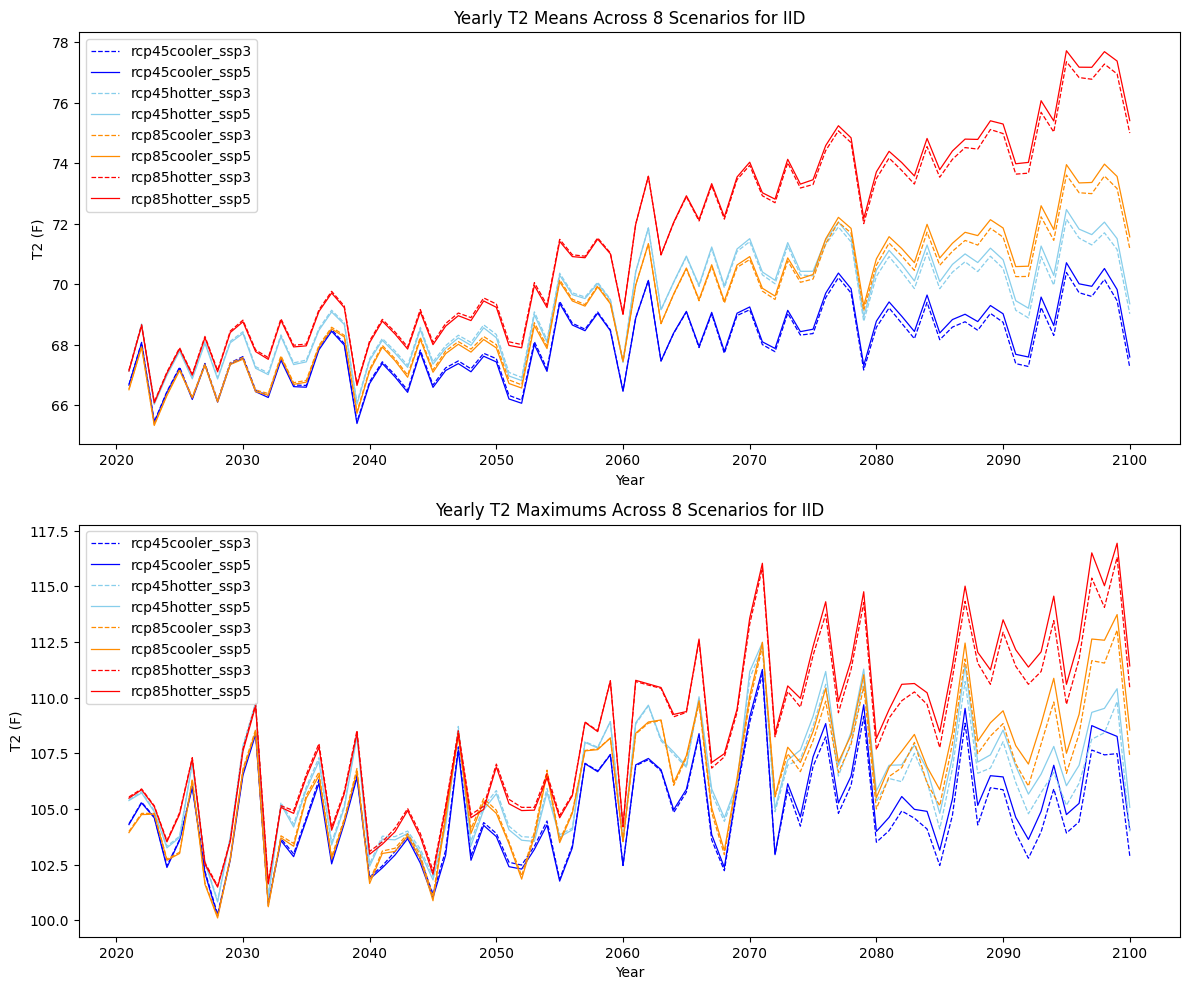 Yearly T2 Means Across 8 Scenarios for IID
78
76
74
72
70
68
66
T2 (F)
rcp45cooler_ssp3
rcp45cooler_ssp5
rcp45hotter_ssp3
rcp45hotter_ssp5
rcp85cooler_ssp3
rcp85cooler_ssp5
rcp85hotter_ssp3
rcp85hotter_ssp5
2020 2030 2040 2050 2060 2070 2080 2090 2100
Year
Yearly T2 Maximums Across 8 Scenarios for IID
117.5
115.0
112.5
110.0
107.5
105.0
102.5
100.0
T2 (F)
rcp45cooler_ssp3
rcp45cooler_ssp5
rcp45hotter_ssp3
rcp45hotter_ssp5
rcp85cooler_ssp3
rcp85cooler_ssp5
rcp85hotter_ssp3
rcp85hotter_ssp5
2020 2030 2040 2050 2060 2070 2080 2090 2100
Year